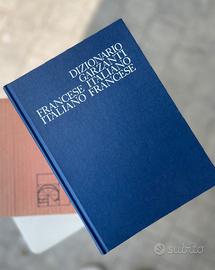 DIZIONARIO
GARZANTI
FRANCESE ITALIANO
ITALIANO FRANCESE
subito